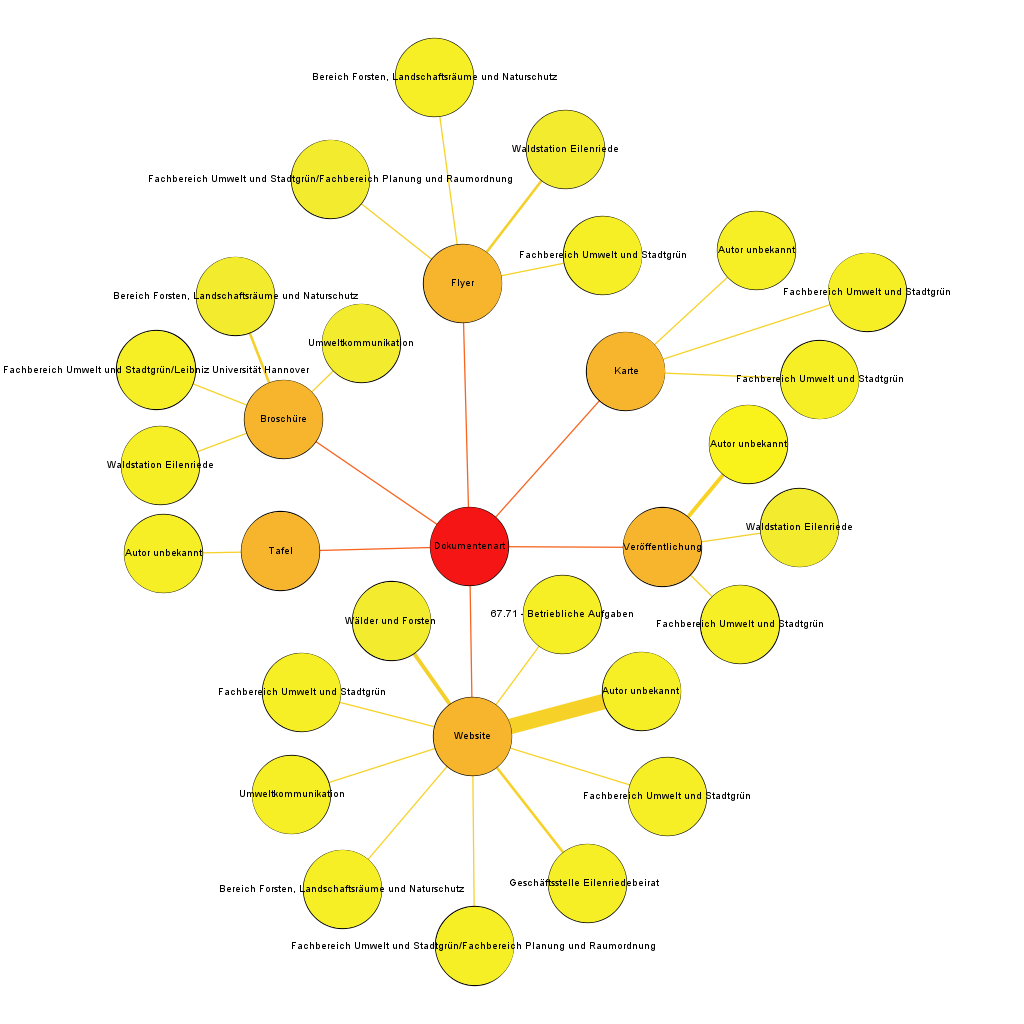 Bereich Forsten, Landschaftsräume und Naturschutz
Waldstation Eilenriede
Fachbereich Umwelt und Stadtgrün/Fachbereich Planung und Raumordnung
Fachbereich Umwelt und Stadtgrün
Flyer
Autor unbekannt
Fachbereich Umwelt und Stadtgrün
Karte
Fachbereich Umwelt und Stadtgrün
Bereich Forsten, Landschaftsräume und Naturschutz
Umweltkommunikation
Fachbereich Umwelt und Stadtgrün/Leibniz Universität Hannover
Broschüre
Waldstation Eilenriede
Autor unbekannt
Waldstation Eilenriede
Veröffentlichung
Fachbereich Umwelt und Stadtgrün
Autor unbekannt
Tafel
Dokumentenart
Wälder und Forsten
67.71 - Betriebliche Aufgaben
Fachbereich Umwelt und Stadtgrün
Autor unbekannt
Website
Umweltkommunikation
Fachbereich Umwelt und Stadtgrün
Bereich Forsten, Landschaftsräume und Naturschutz
Geschäftsstelle Eilenriedebeirat
Fachbereich Umwelt und Stadtgrün/Fachbereich Planung und Raumordnung